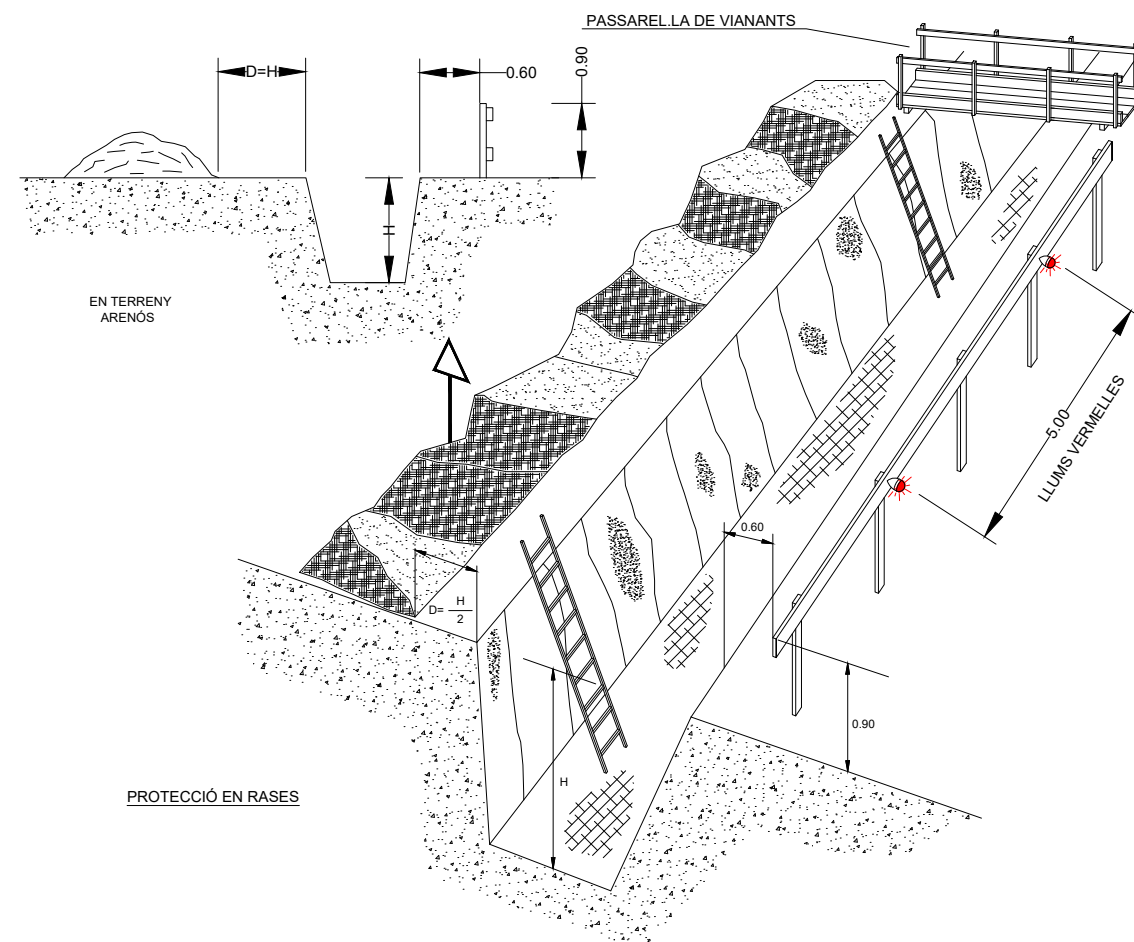 PASSAREL.LA DE VIANANTS
D=H
0.60
0.90
H
EN TERRENY
ARENÓS
5.00
LLUMS VERMELLES
0.60
D= H
2
0.90
H
PROTECCIÓ EN RASES